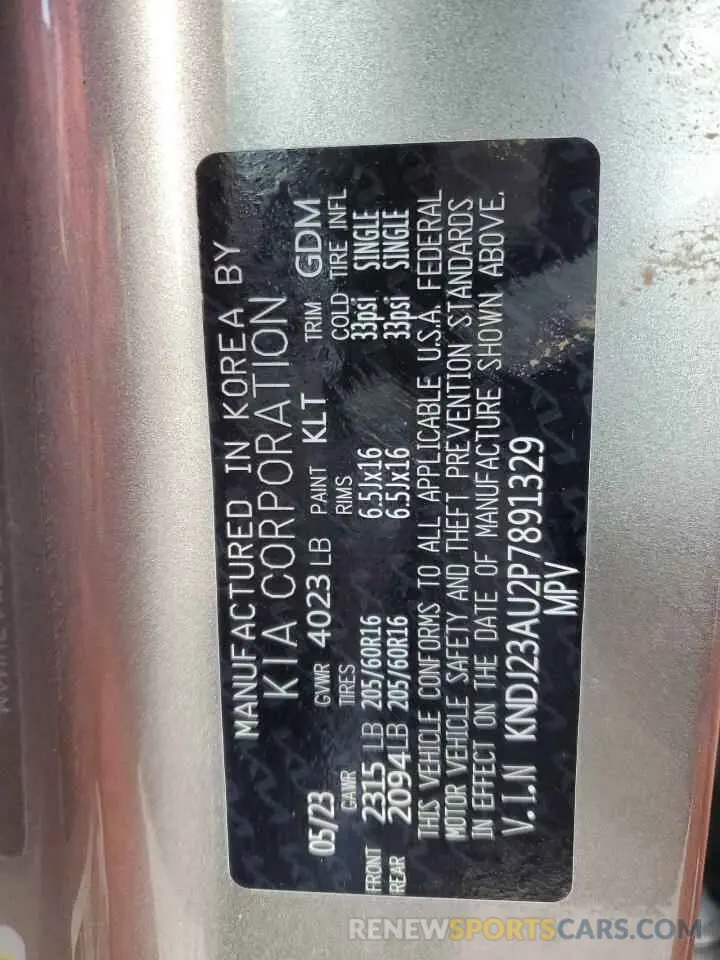 MANUFACTURED IN KOREA BY
KIA CORPORATION
05/23 GVWR 4023 LB PAINT KLT TRIM GDM
GAWR TIRES RIMS COLD TIRE INFL
FRONT 2315 LB 205/60R16 6.5Jx16 33psi SINGLE
REAR 2094 LB 205/60R16 6.5Jx16 33psi SINGLE
THIS VEHICLE CONFORMS TO ALL APPLICABLE U.S.A. FEDERAL
MOTOR VEHICLE SAFETY AND THEFT PREVENTION STANDARDS
IN EFFECT ON THE DATE OF MANUFACTURE SHOWN ABOVE.
V.I.N KNDJ23AU2P7891329
MPV
RENEWSPORTSCARS.COM